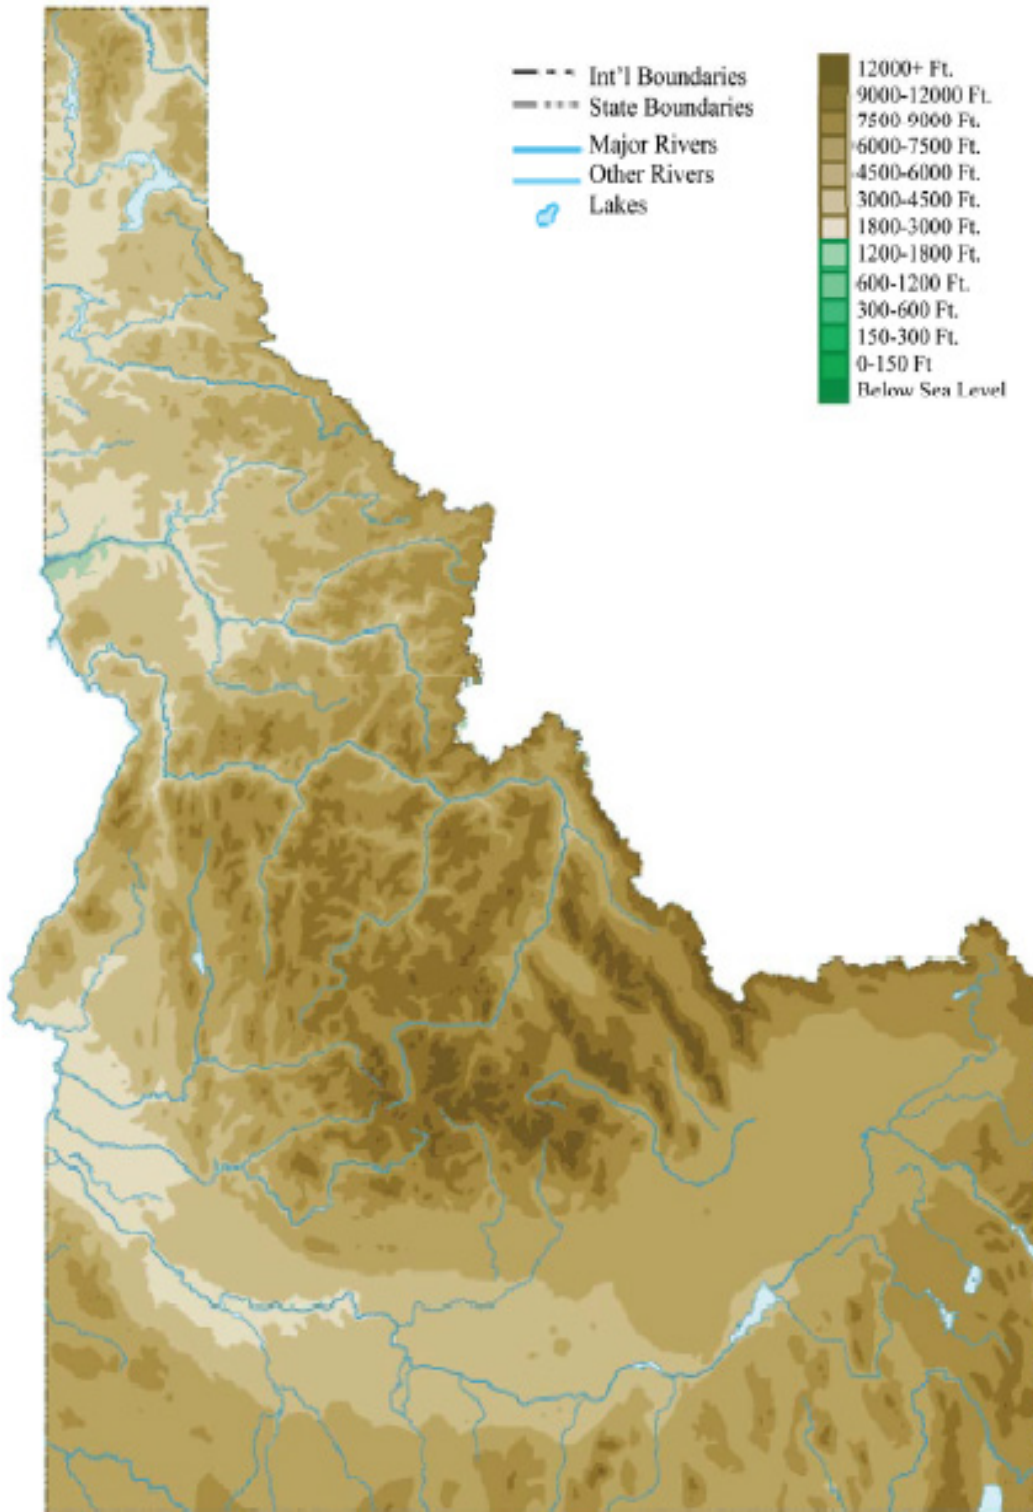 Int'l Boundaries
State Boundaries
Major Rivers
Other Rivers
Lakes
12000+ Ft.
9000-12000 Ft.
7500-9000 Ft.
6000-7500 Ft.
4500-6000 Ft.
3000-4500 Ft.
1800-3000 Ft.
1200-1800 Ft.
600-1200 Ft.
300-600 Ft.
150-300 Ft.
0-150 Ft
Below Sea Level